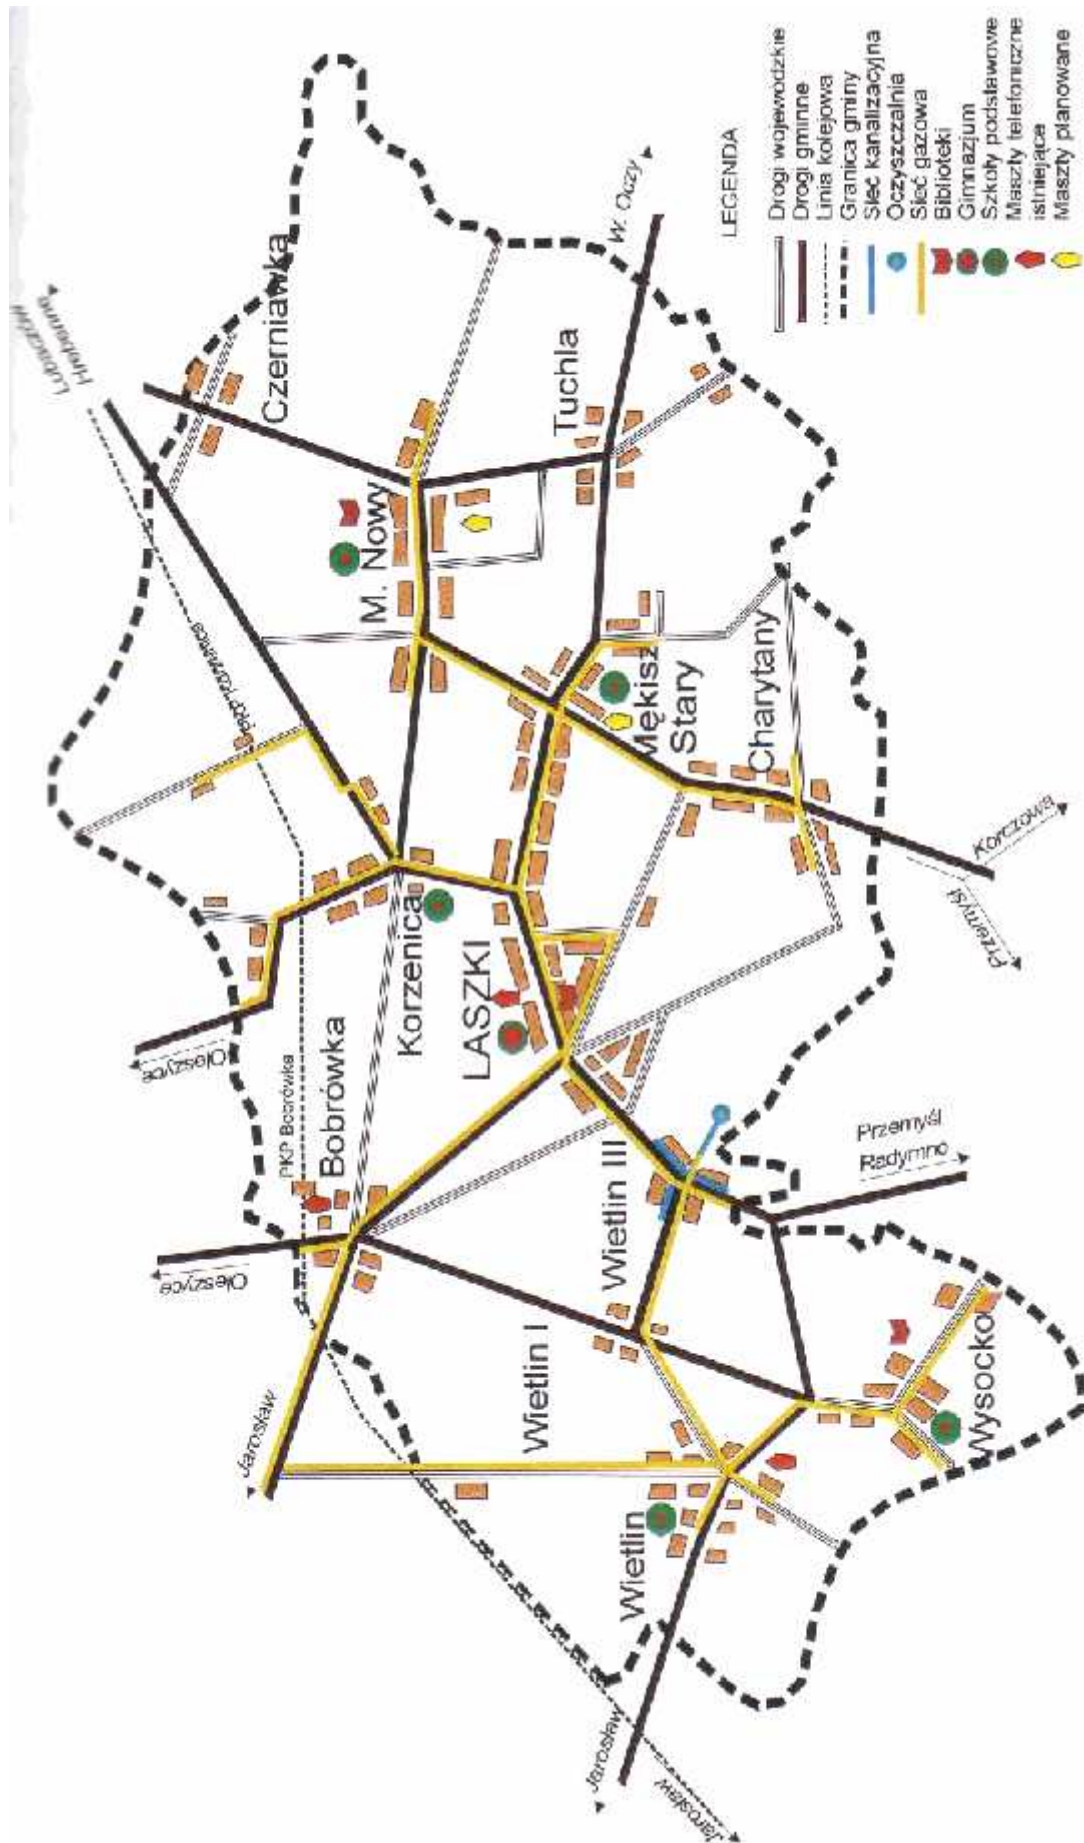 Lubaczów
Hrebenne
Czerniawka
W. Oczy
M. Nowy
Tuchla
Mękisz
Stary
Charytany
Korczowa
Przemyśl
Korzenica
LASZKI
Oleszyce
PKP Bobrówka
Bobrówka
Oleszyce
Wietlin III
Przemyśl
Radymno
Jarosław
Wietlin I
Wysocko
Wietlin
Jarosław
Jarosław
LEGENDA
Drogi wojewodzkie
Drogi gminne
Linia kolejowa
Granica gminy
Sieć kanalizacyjna
Oczyszczalnia
Sieć gazowa
Biblioteki
Gimnazjum
Szkoły podstawowe
Maszty telefoniczne
istniejące
Maszty planowane